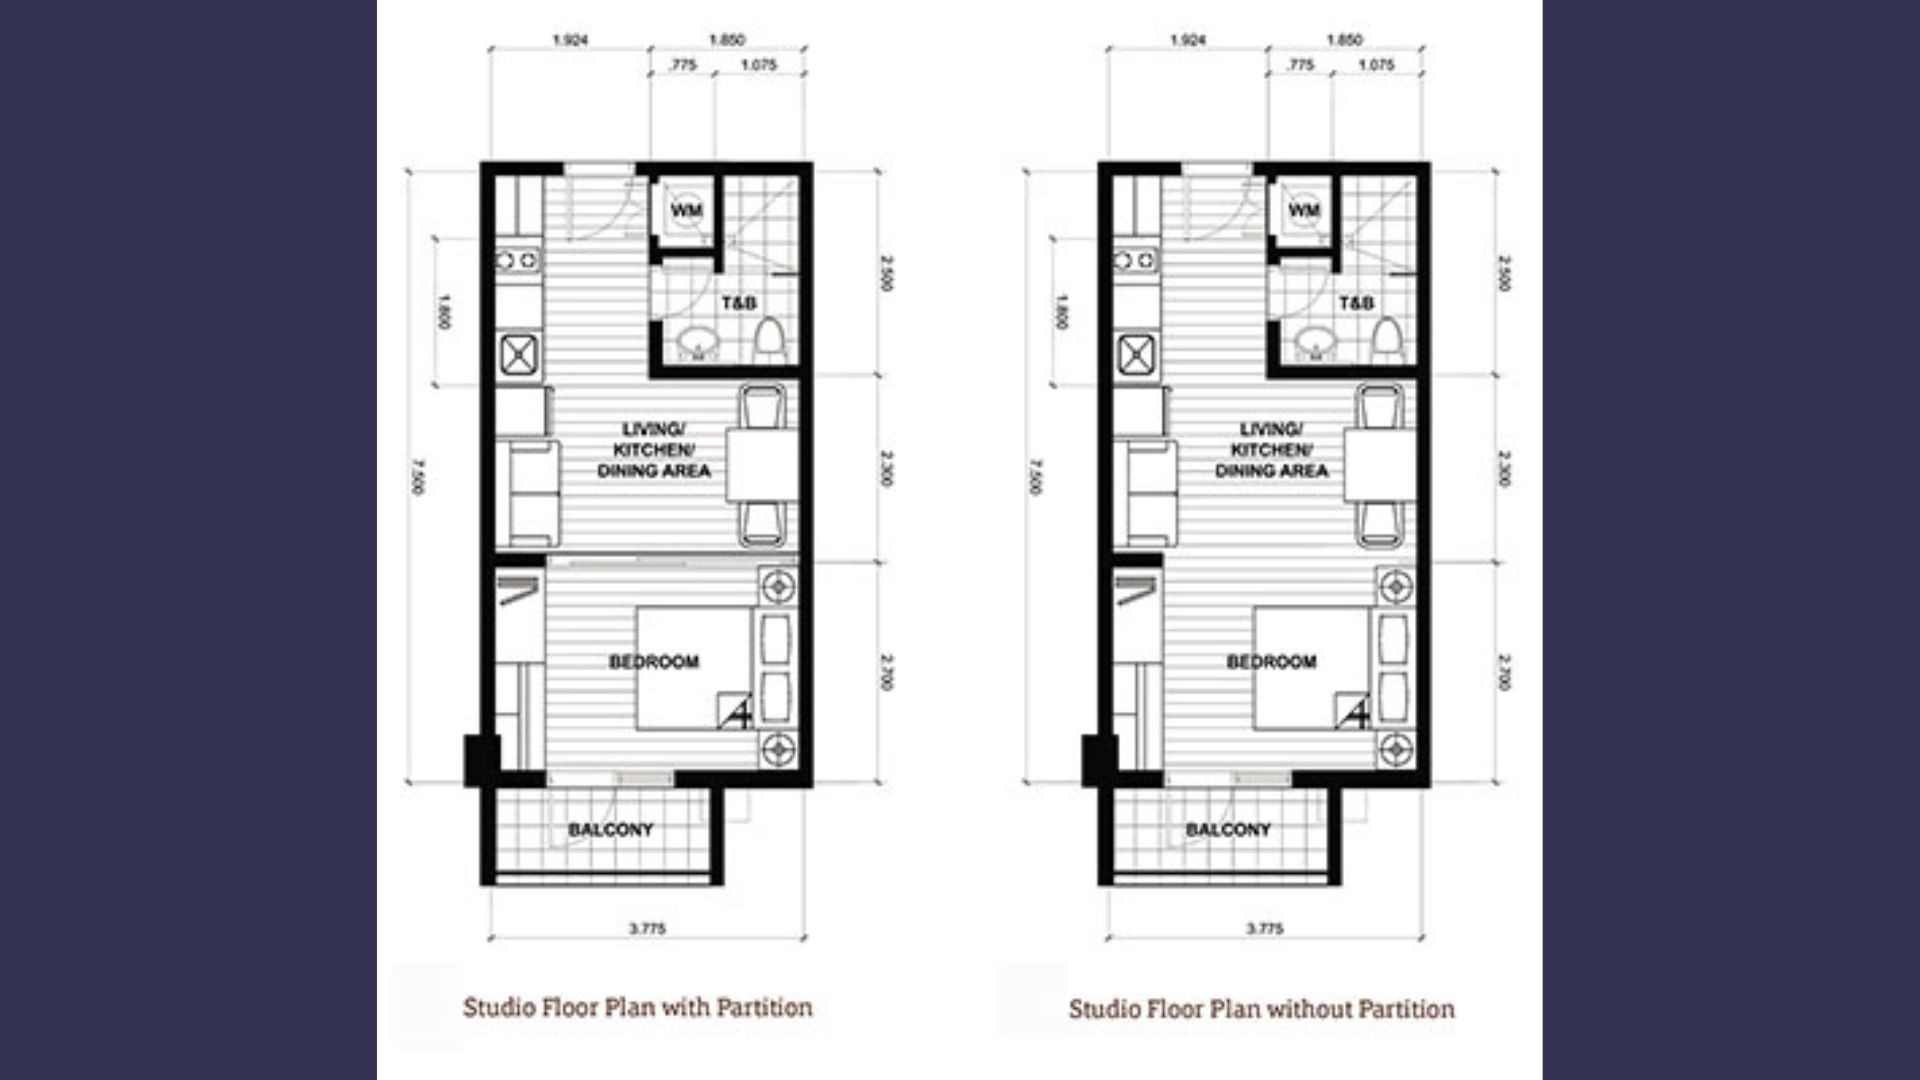 1.924
1.850
.775
1.075
WM
T&B
1.800
2.500
7.500
LIVING/
KITCHEN/
DINING AREA
2.300
BEDROOM
2.700
BALCONY
3.775
Studio Floor Plan with Partition
1.924
1.850
.775
1.075
WM
T&B
1.800
2.500
7.500
LIVING/
KITCHEN/
DINING AREA
2.300
BEDROOM
2.700
BALCONY
3.775
Studio Floor Plan without Partition